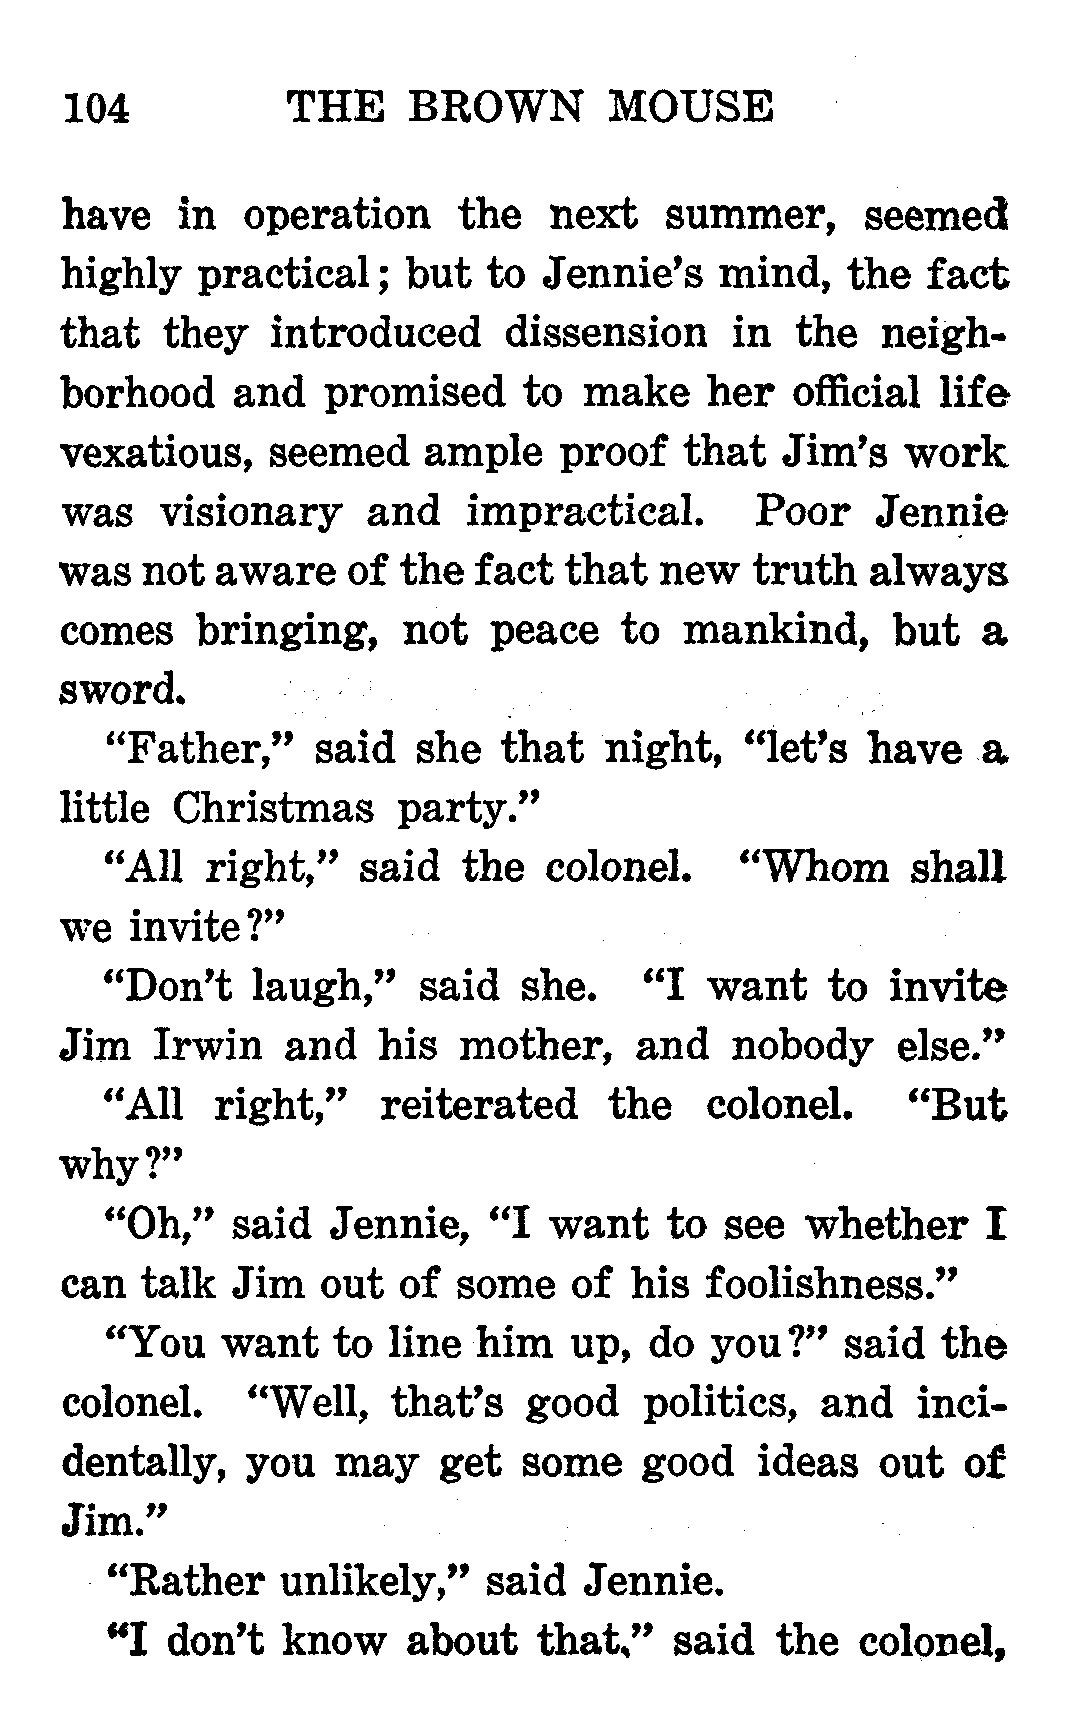 104 THE BROWN MOUSE
have in operation the next summer, seemed
highly practical; but to Jennie's mind, the fact
that they introduced dissension in the neigh-
borhood and promised to make her official life
vexatious, seemed ample proof that Jim's work
was visionary and impractical. Poor Jennie
was not aware of the fact that new truth always
comes bringing, not peace to mankind, but a
sword.
“Father,” said she that night, “let's have a
little Christmas party.”
“All right,” said the colonel. “Whom shall
we invite?”
“Don't laugh,” said she. “I want to invite
Jim Irwin and his mother, and nobody else.”
“All right,” reiterated the colonel. “But
why?”
“Oh,” said Jennie, “I want to see whether I
can talk Jim out of some of his foolishness.”
“You want to line him up, do you?” said the
colonel. “Well, that's good politics, and inci-
dentally, you may get some good ideas out of
Jim.”
“Rather unlikely,” said Jennie.
“I don't know about that,” said the colonel,